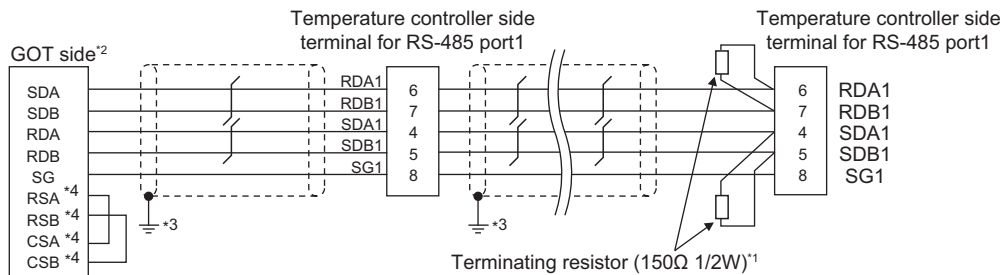 Temperature controller side
terminal for RS-485 port1
Temperature controller side
terminal for RS-485 port1
GOT side*2
SDA
SDB
RDA
RDB
SG
RSA *4
RSB *4
CSA *4
CSB *4
*3
RDA1
RDB1
SDA1
SDB1
SG1
6
7
4
5
8
*3
6
7
4
5
8
RDA1
RDB1
SDA1
SDB1
SG1
Terminating resistor (150Ω 1/2W)*1